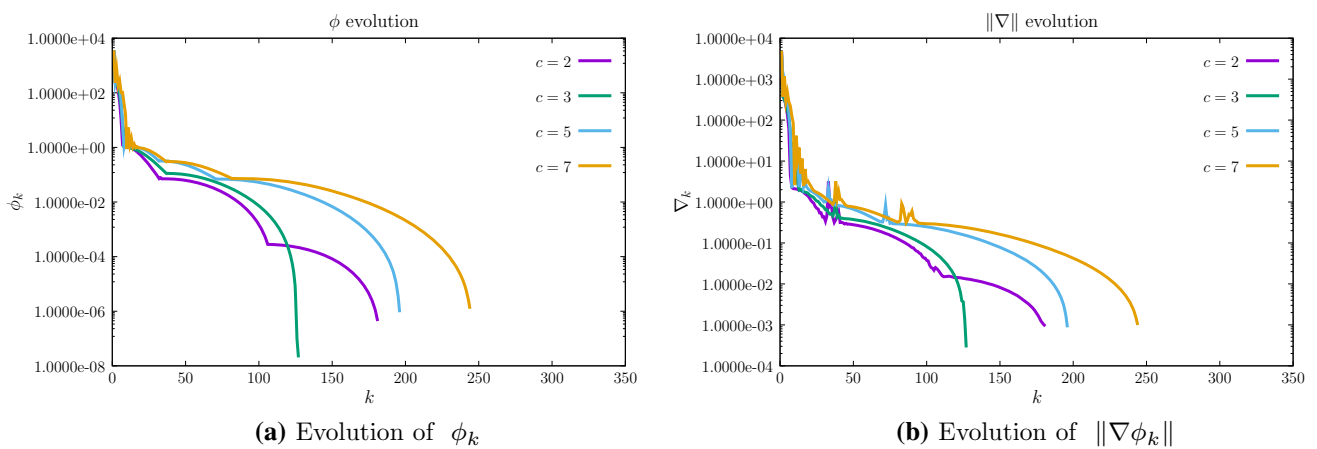 ϕ evolution
1.0000e+04
1.0000e+02
1.0000e+00
1.0000e−02
1.0000e−04
1.0000e−06
1.0000e−08
ϕk
c = 2
c = 3
c = 5
c = 7
0 50 100 150 200 250 300 350
k
(a) Evolution of ϕk
‖∇‖ evolution
1.0000e+04
1.0000e+03
1.0000e+02
1.0000e+01
1.0000e+00
1.0000e−01
1.0000e−02
1.0000e−03
1.0000e−04
∇k
c = 2
c = 3
c = 5
c = 7
0 50 100 150 200 250 300 350
k
(b) Evolution of ‖∇ϕk‖